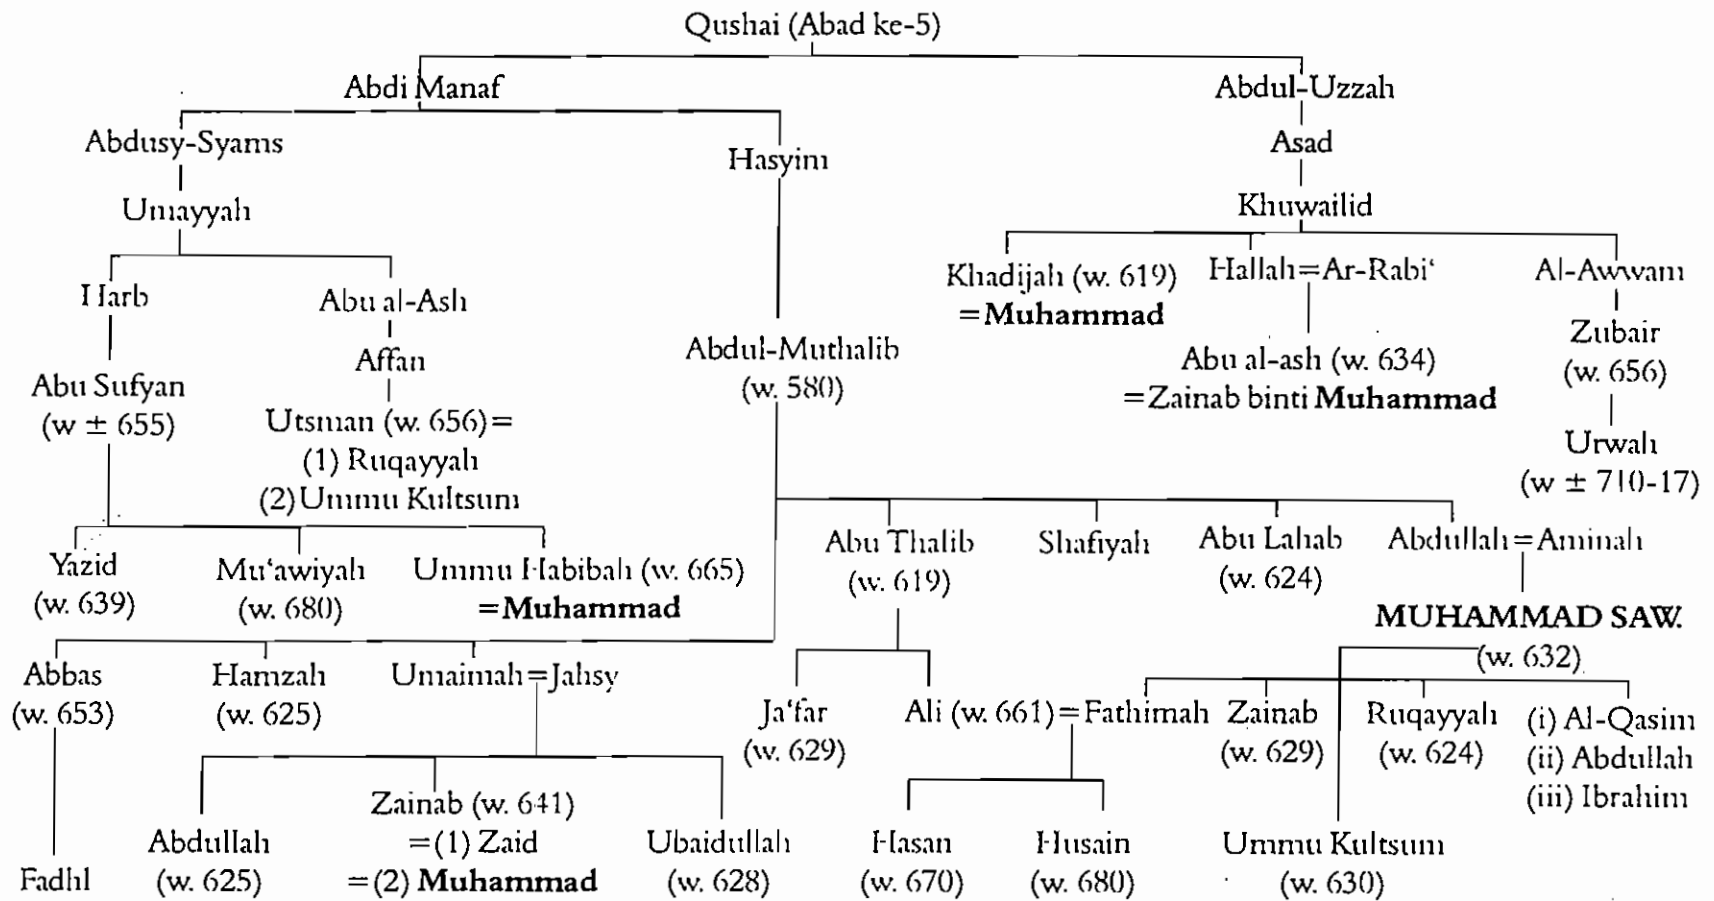 Qushai (Abad ke-5)
Abdi Manaf
Abdul-Uzzah
Abdusy-Syams
Hasyim
Asad
Umayyah
Khuwailid
Harb
Abu al-Ash
Khadijah (w. 619)
=Muhammad
Hallah=Ar-Rabi‘
Al-Awwam
Affan
Abdul-Muthalib
(w. 580)
Abu al-ash (w. 634)
=Zainab binti Muhammad
Zubair
(w. 656)
Abu Sufyan
(w ± 655)
Utsman (w. 656)=
(1) Ruqayyah
(2) Ummu Kultsum
Urwah
(w ± 710-17)
Yazid
(w. 639)
Mu‘awiyah
(w. 680)
Ummu Habibah (w. 665)
=Muhammad
Abu Thalib
(w. 619)
Shafiyah
Abu Lahab
(w. 624)
Abdullah=Aminah
MUHAMMAD SAW.
(w. 632)
Abbas
(w. 653)
Hamzah
(w. 625)
Umaimah=Jahsy
Ja‘far
(w. 629)
Ali (w. 661)=Fathimah
Zainab
(w. 629)
Ruqayyah
(w. 624)
(i) Al-Qasim
(ii) Abdullah
(iii) Ibrahim
Fadhl
Abdullah
(w. 625)
Zainab (w. 641)
=(1) Zaid
=(2) Muhammad
Ubaidullah
(w. 628)
Hasan
(w. 670)
Husain
(w. 680)
Ummu Kultsum
(w. 630)